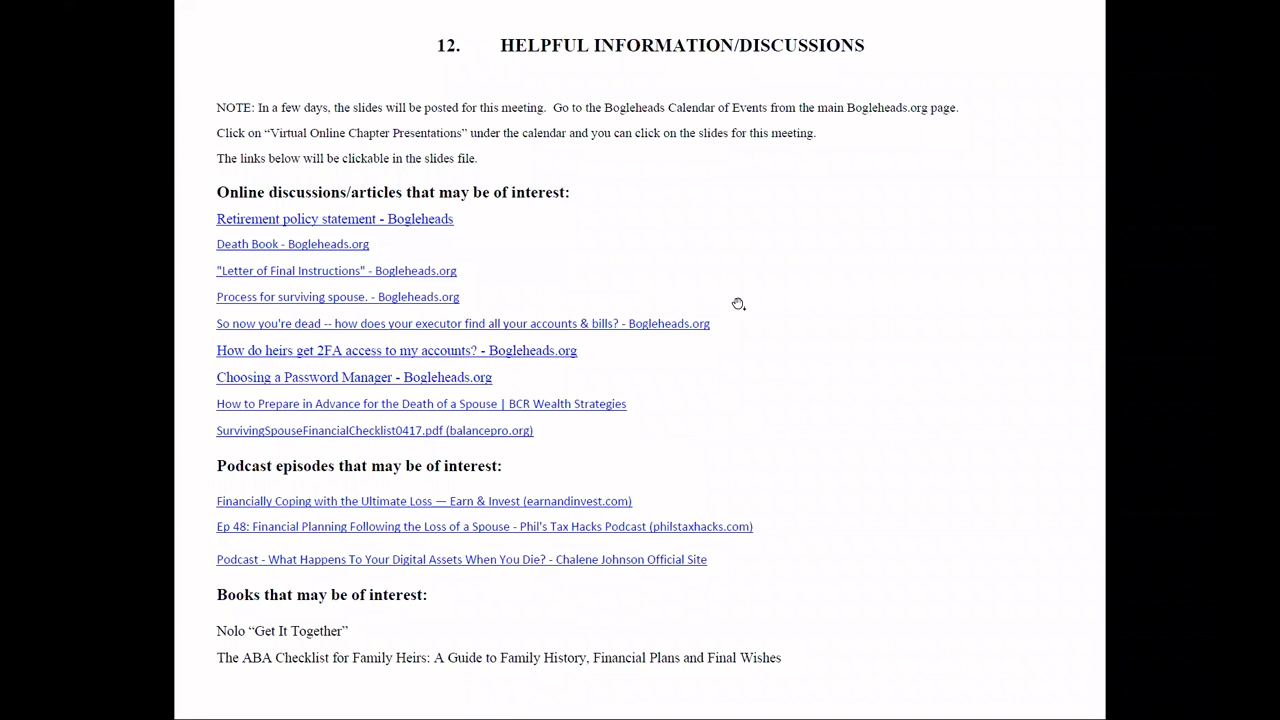 12. HELPFUL INFORMATION/DISCUSSIONS
NOTE: In a few days, the slides will be posted for this meeting. Go to the Bogleheads Calendar of Events from the main Bogleheads.org page.
Click on “Virtual Online Chapter Presentations” under the calendar and you can click on the slides for this meeting.
The links below will be clickable in the slides file.
Online discussions/articles that may be of interest:
Retirement policy statement - Bogleheads
Death Book - Bogleheads.org
"Letter of Final Instructions" - Bogleheads.org
Process for surviving spouse. - Bogleheads.org
So now you're dead -- how does your executor find all your accounts & bills? - Bogleheads.org
How do heirs get 2FA access to my accounts? - Bogleheads.org
Choosing a Password Manager - Bogleheads.org
How to Prepare in Advance for the Death of a Spouse | BCR Wealth Strategies
SurvivingSpouseFinancialChecklist0417.pdf (balancepro.org)
Podcast episodes that may be of interest:
Financially Coping with the Ultimate Loss — Earn & Invest (earnandinvest.com)
Ep 48: Financial Planning Following the Loss of a Spouse - Phil's Tax Hacks Podcast (philstaxhacks.com)
Podcast - What Happens To Your Digital Assets When You Die? - Chalene Johnson Official Site
Books that may be of interest:
Nolo “Get It Together”
The ABA Checklist for Family Heirs: A Guide to Family History, Financial Plans and Final Wishes